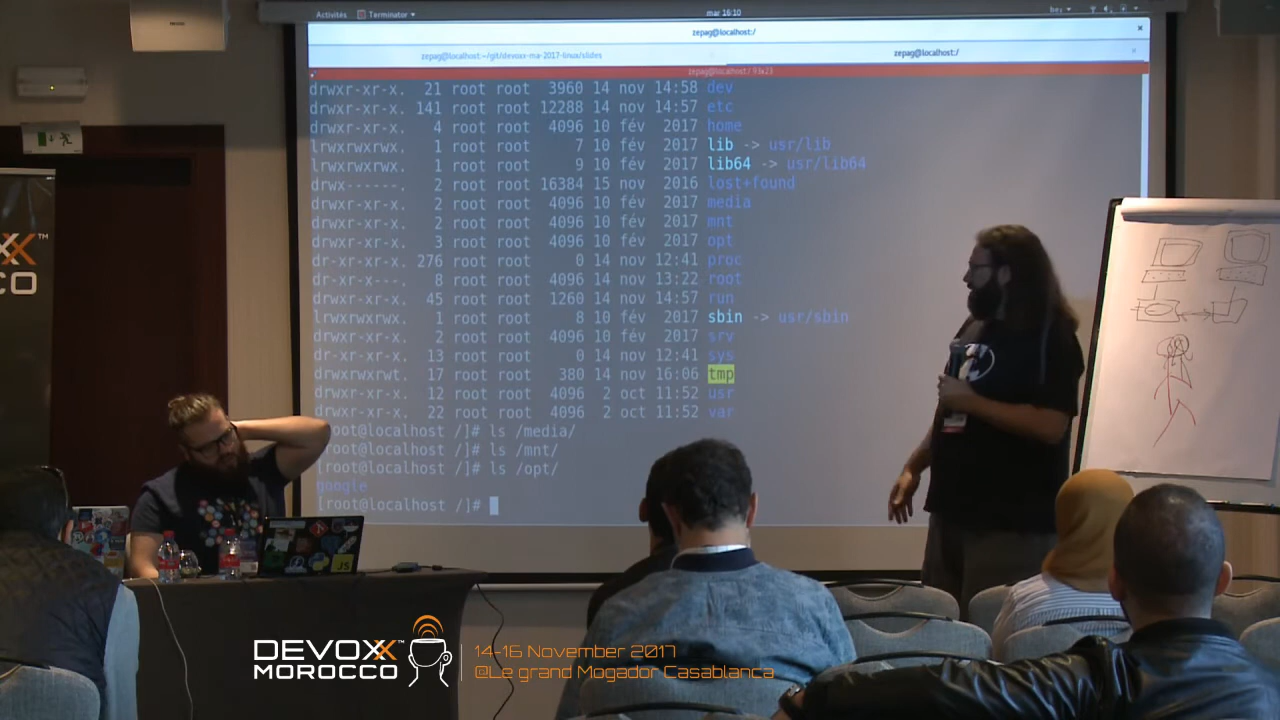 Activités Terminator mar 16:10
zepag@localhost:/
zepag@localhost:~/git/devoxx-ma-2017-linux/slides zepag@localhost:/
zepag@localhost:/ 93x23
drwxr-xr-x. 21 root root 3960 14 nov 14:58 dev
drwxr-xr-x. 141 root root 12288 14 nov 14:57 etc
drwxr-xr-x. 4 root root 4096 10 fév 2017 home
lrwxrwxrwx. 1 root root 7 10 fév 2017 lib -> usr/lib
lrwxrwxrwx. 1 root root 9 10 fév 2017 lib64 -> usr/lib64
drwx------. 2 root root 16384 15 nov 2016 lost+found
drwxr-xr-x. 2 root root 4096 10 fév 2017 media
drwxr-xr-x. 2 root root 4096 10 fév 2017 mnt
drwxr-xr-x. 3 root root 4096 10 fév 2017 opt
dr-xr-xr-x. 276 root root 0 14 nov 12:41 proc
dr-xr-x---. 8 root root 4096 14 nov 13:22 root
drwxr-xr-x. 45 root root 1260 14 nov 14:57 run
lrwxrwxrwx. 1 root root 8 10 fév 2017 sbin -> usr/sbin
drwxr-xr-x. 2 root root 4096 10 fév 2017 srv
dr-xr-xr-x. 13 root root 0 14 nov 12:41 sys
drwxrwxrwt. 17 root root 380 14 nov 16:06 tmp
drwxr-xr-x. 12 root root 4096 2 oct 11:52 usr
drwxr-xr-x. 22 root root 4096 2 oct 11:52 var
[root@localhost /]# ls /media/
[root@localhost /]# ls /mnt/
[root@localhost /]# ls /opt/
google
[root@localhost /]#
JS
DEVOXX™
MOROCCO
14-16 November 2017
@Le grand Mogador Casablanca